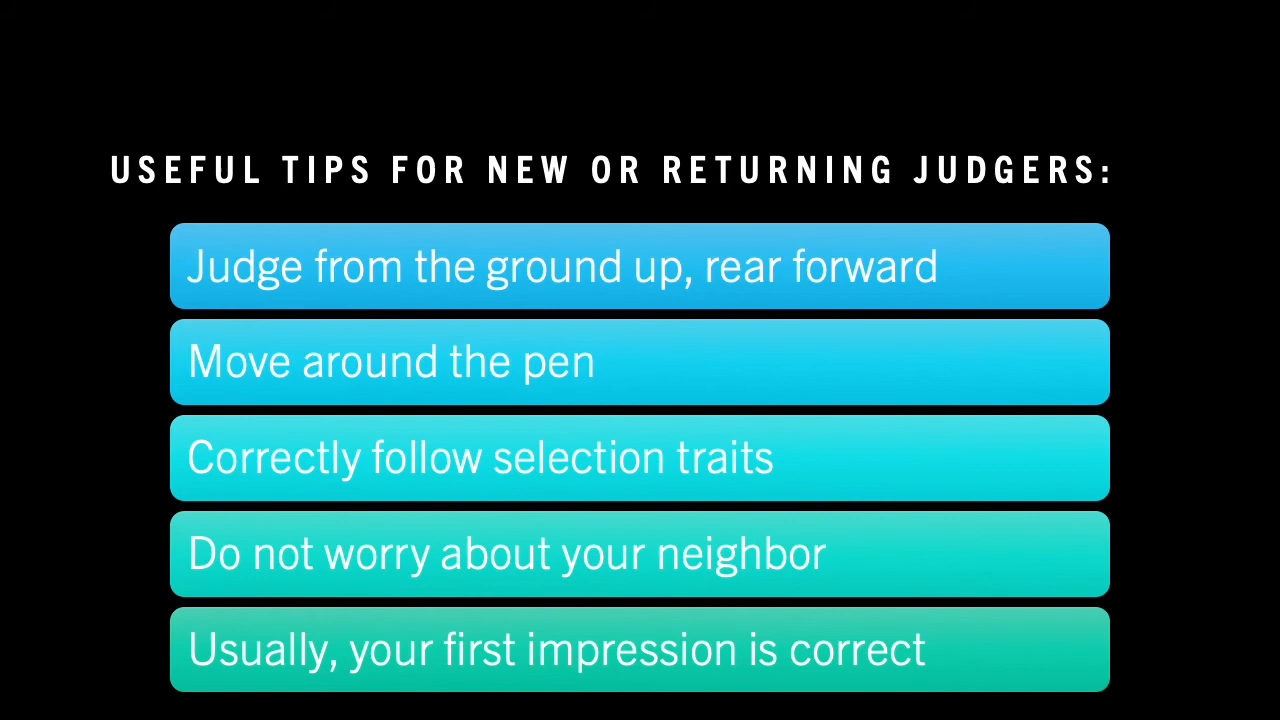 USEFUL TIPS FOR NEW OR RETURNING JUDGERS:
Judge from the ground up, rear forward
Move around the pen
Correctly follow selection traits
Do not worry about your neighbor
Usually, your first impression is correct